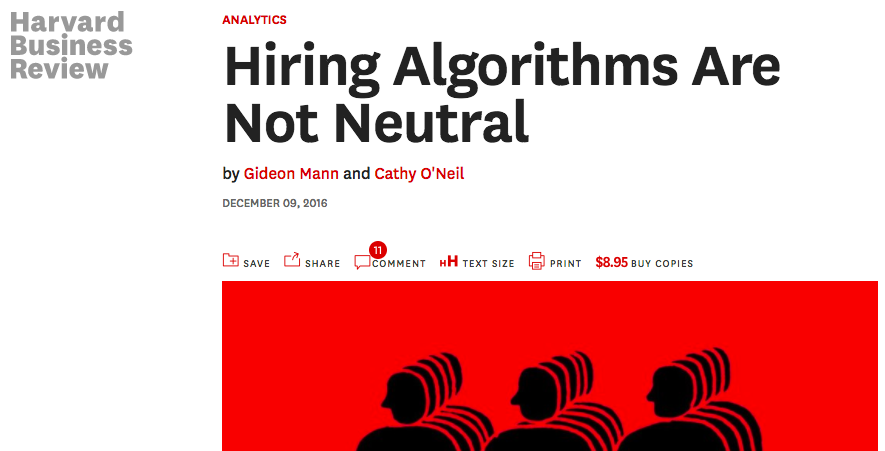 Harvard
Business
Review
ANALYTICS
Hiring Algorithms Are
Not Neutral
by Gideon Mann and Cathy O'Neil
DECEMBER 09, 2016
SAVE SHARE 11 COMMENT HH TEXT SIZE PRINT $8.95 BUY COPIES